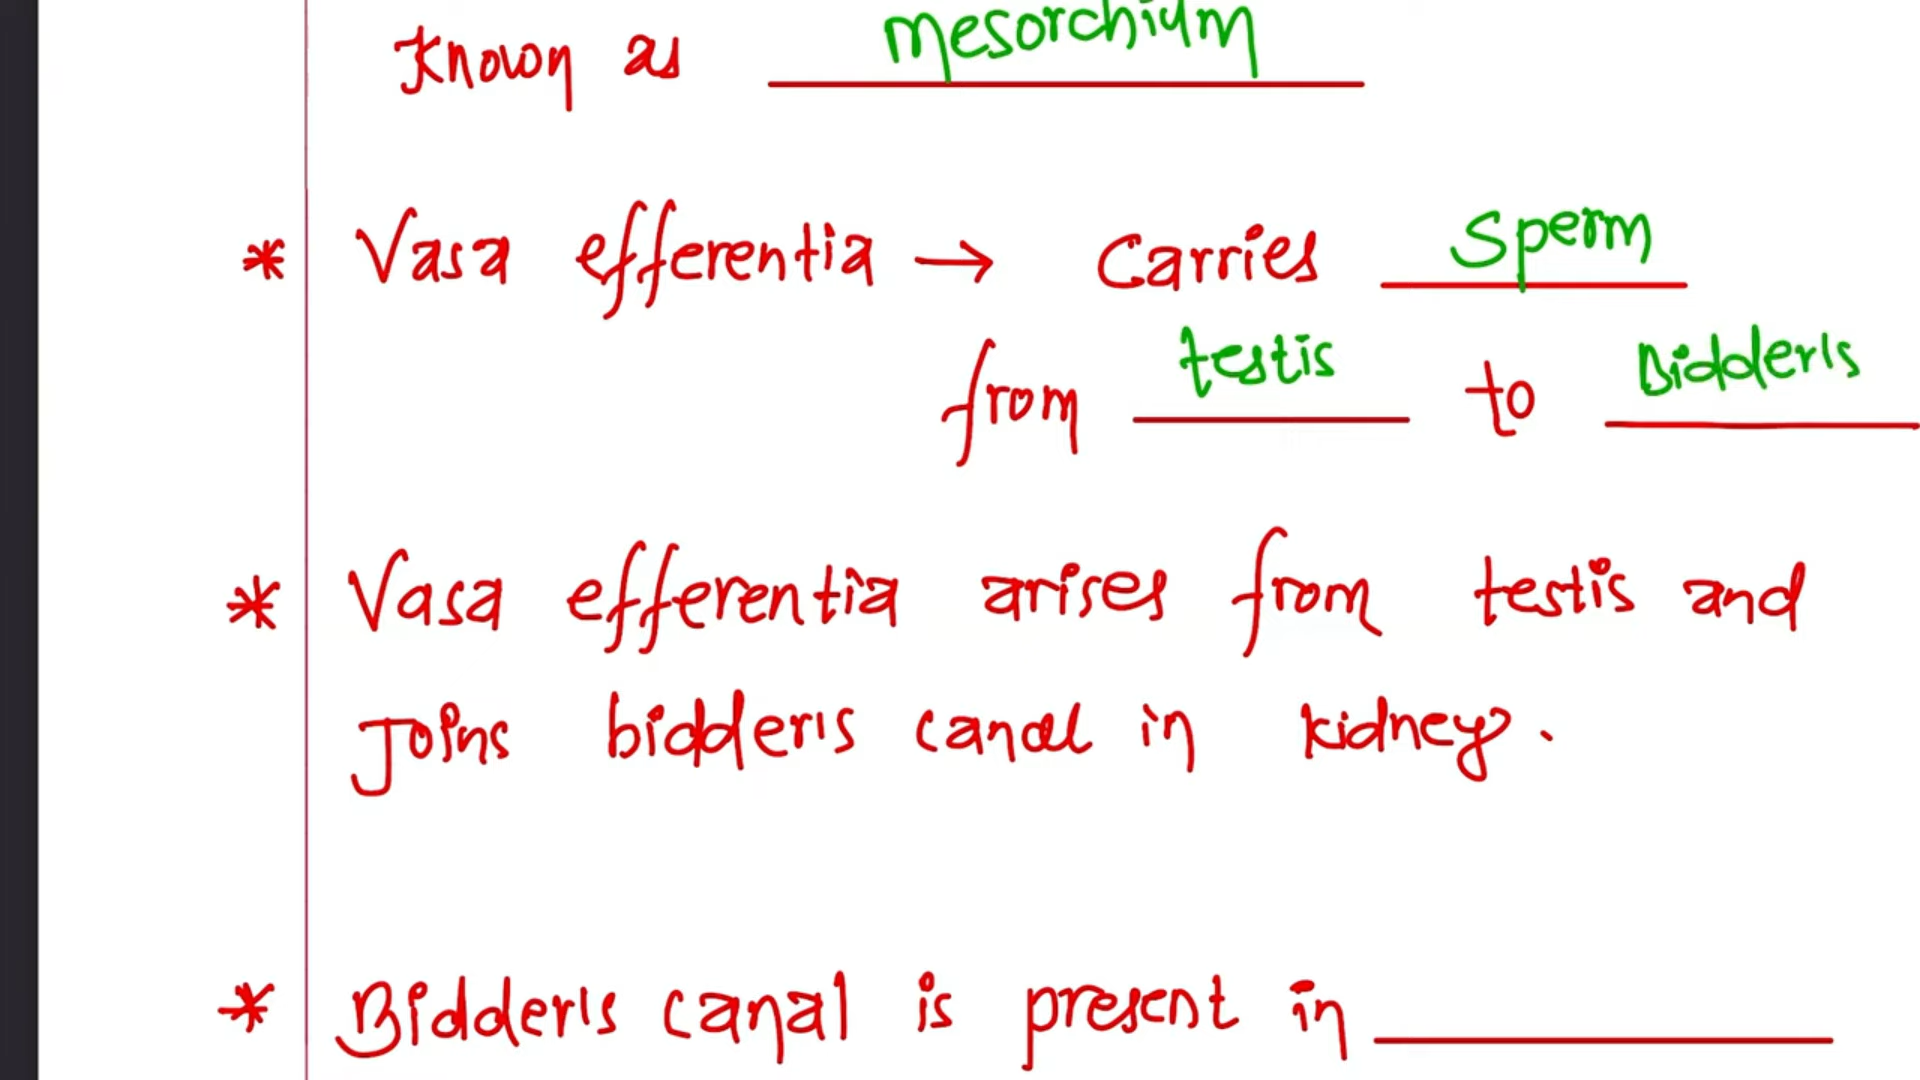 Known as mesorchium
* Vasa efferentia → Carries sperm
from testis to Bidder's
* Vasa efferentia arises from testis and
Joins bidder's canal in kidney.
* Bidder's canal is present in